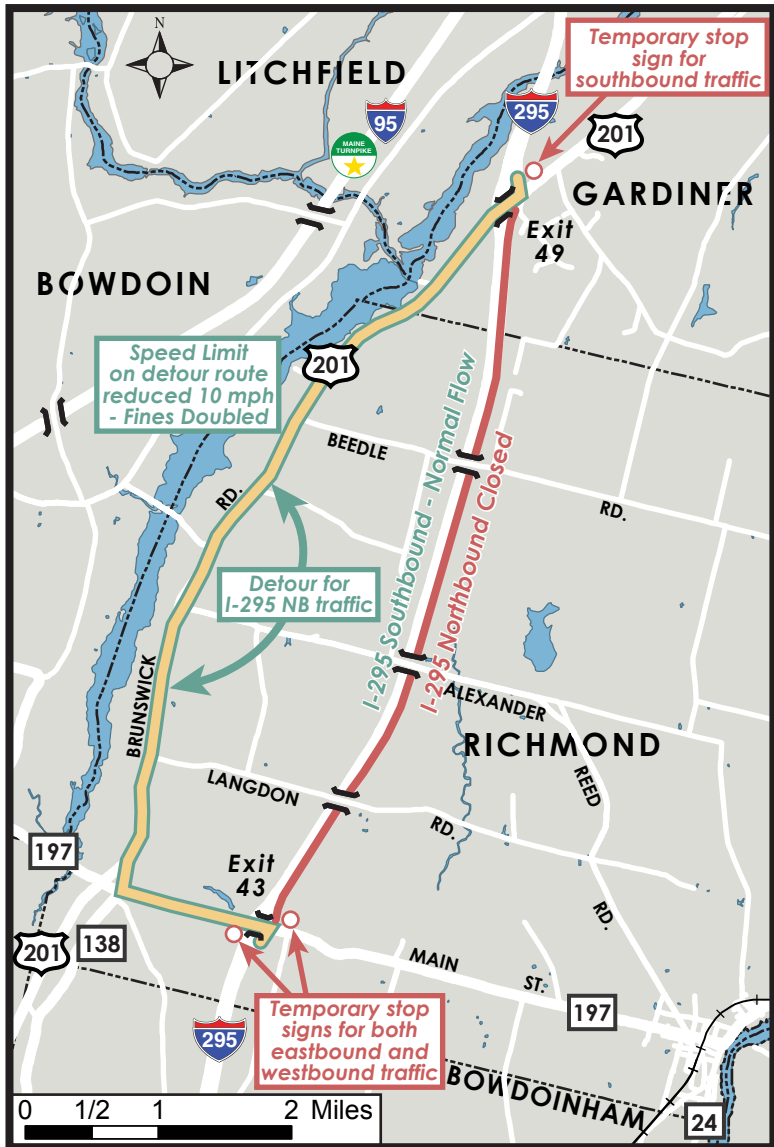 N
LITCHFIELD
Temporary stop
sign for
southbound traffic
295
95
201
MAINE
TURNPIKE
GARDINER
Exit
49
BOWDOIN
Speed Limit
on detour route
reduced 10 mph
- Fines Doubled
201
BEEDLE
RD.
RD.
I-295 Southbound - Normal Flow
I-295 Northbound Closed
Detour for
I-295 NB traffic
BRUNSWICK
ALEXANDER
RICHMOND
REED
RD.
LANGDON
RD.
197
Exit
43
201
138
MAIN
ST.
197
Temporary stop
signs for both
eastbound and
westbound traffic
295
BOWDOINHAM
24
0 1/2 1 2 Miles